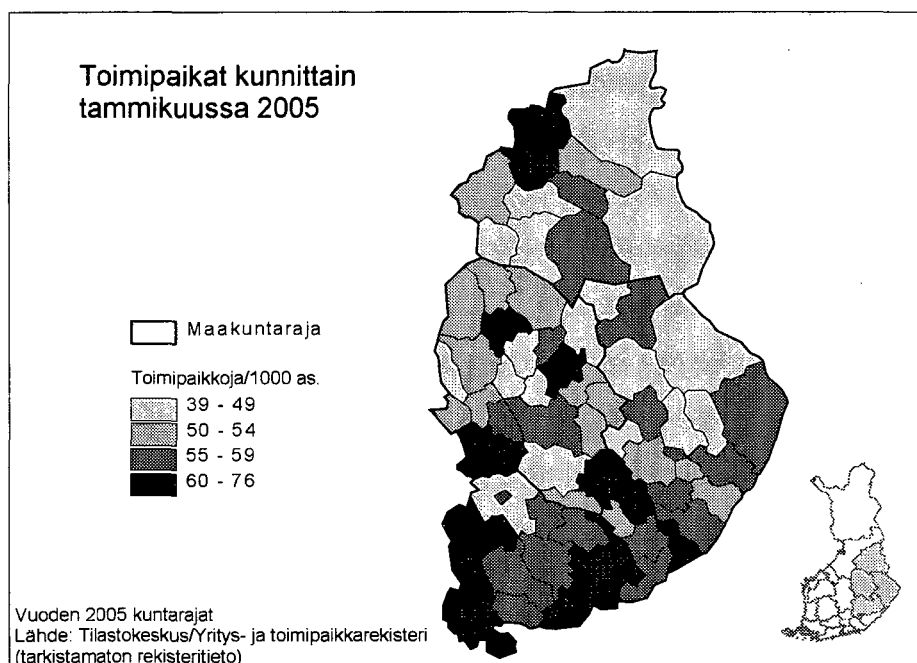 Toimipaikat kunnittain
tammikuussa 2005
Maakuntaraja
Toimipaikkoja/1000 as.
39 - 49
50 - 54
55 - 59
60 - 76
Vuoden 2005 kuntarajat
Lähde: Tilastokeskus/Yritys- ja toimipaikkarekisteri
(tarkistamaton rekisteritieto)